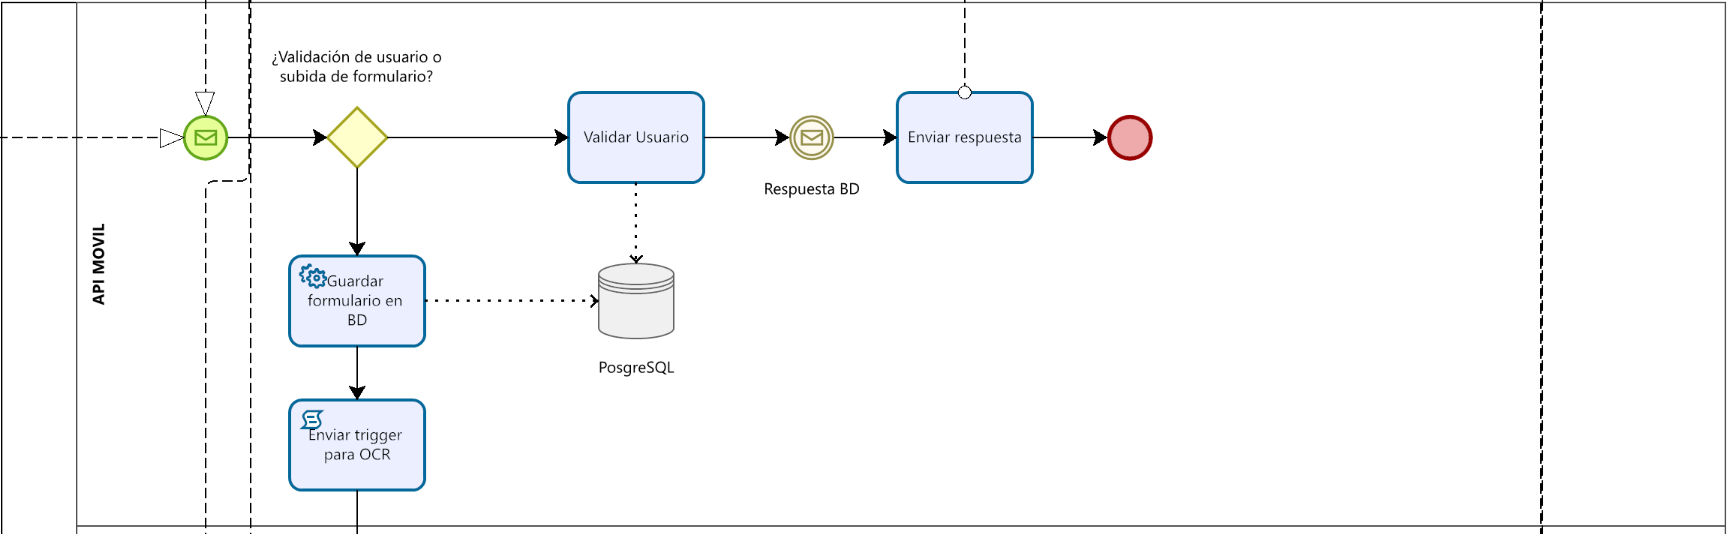 ¿Validación de usuario o
subida de formulario?
Validar Usuario
Enviar respuesta
Respuesta BD
API MOVIL
Guardar
formulario en
BD
PosgreSQL
Enviar trigger
para OCR